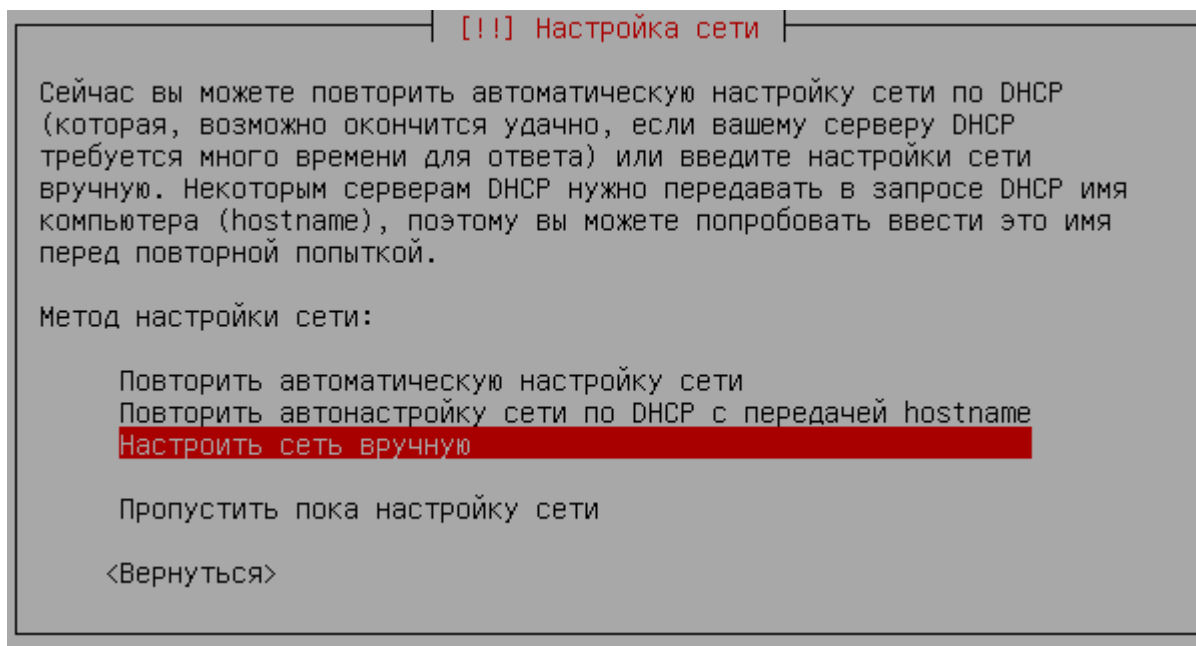 [!!] Настройка сети
Сейчас вы можете повторить автоматическую настройку сети по DHCP
(которая, возможно окончится удачно, если вашему серверу DHCP
требуется много времени для ответа) или введите настройки сети
вручную. Некоторым серверам DHCP нужно передавать в запросе DHCP имя
компьютера (hostname), поэтому вы можете попробовать ввести это имя
перед повторной попыткой.
Метод настройки сети:
Повторить автоматическую настройку сети
Повторить автонастройку сети по DHCP с передачей hostname
Настроить сеть вручную
Пропустить пока настройку сети
<Вернуться>